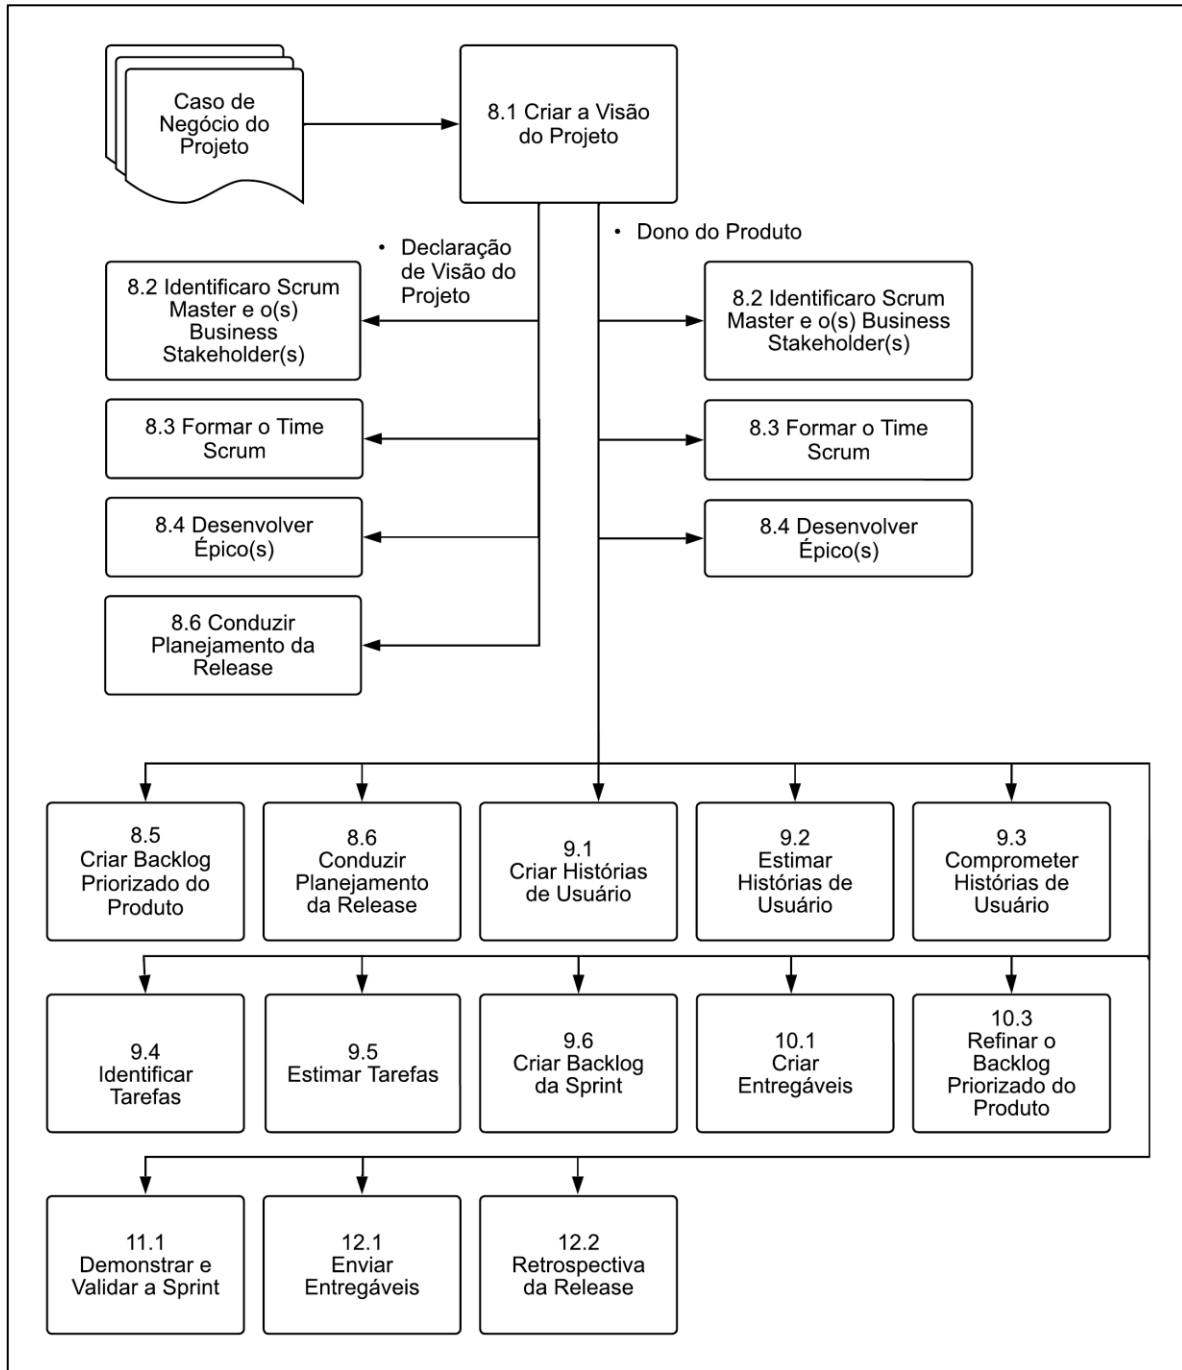 Caso de
Negócio do
Projeto
8.1 Criar a Visão
do Projeto
• Declaração
de Visão do
Projeto
• Dono do Produto
8.2 Identificaro Scrum
Master e o(s)
Business
Stakeholder(s)
8.2 Identificaro Scrum
Master e o(s) Business
Stakeholder(s)
8.3 Formar o Time
Scrum
8.3 Formar o Time
Scrum
8.4 Desenvolver
Épico(s)
8.4 Desenvolver
Épico(s)
8.6 Conduzir
Planejamento da
Release
8.5
Criar Backlog
Priorizado do
Produto
8.6
Conduzir
Planejamento
da Release
9.1
Criar Histórias
de Usuário
9.2
Estimar
Histórias de
Usuário
9.3
Comprometer
Histórias de
Usuário
9.4
Identificar
Tarefas
9.5
Estimar Tarefas
9.6
Criar Backlog
da Sprint
10.1
Criar
Entregáveis
10.3
Refinar o
Backlog
Priorizado do
Produto
11.1
Demonstrar e
Validar a Sprint
12.1
Enviar
Entregáveis
12.2
Retrospectiva
da Release